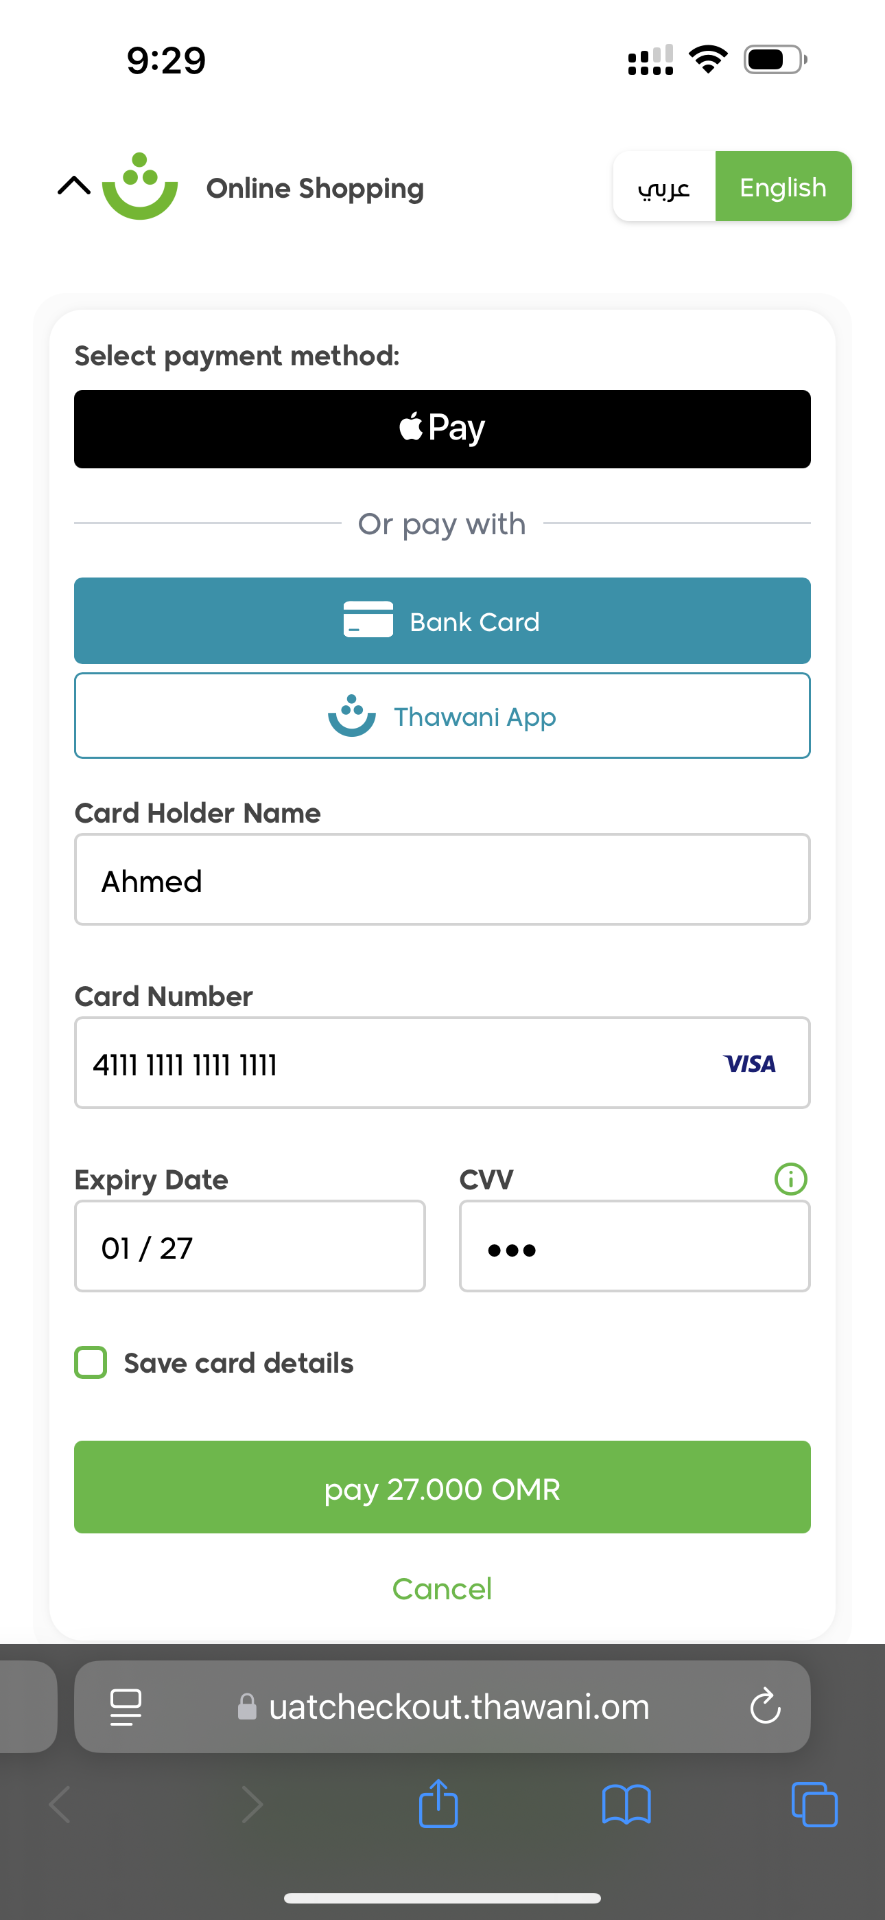 9:29
Online Shopping
عربي
English
Select payment method:
Pay
Or pay with
Bank Card
Thawani App
Card Holder Name
Ahmed
Card Number
4111 1111 1111 1111
VISA
Expiry Date
CVV
01 / 27
•••
Save card details
pay 27.000 OMR
Cancel
uatcheckout.thawani.om